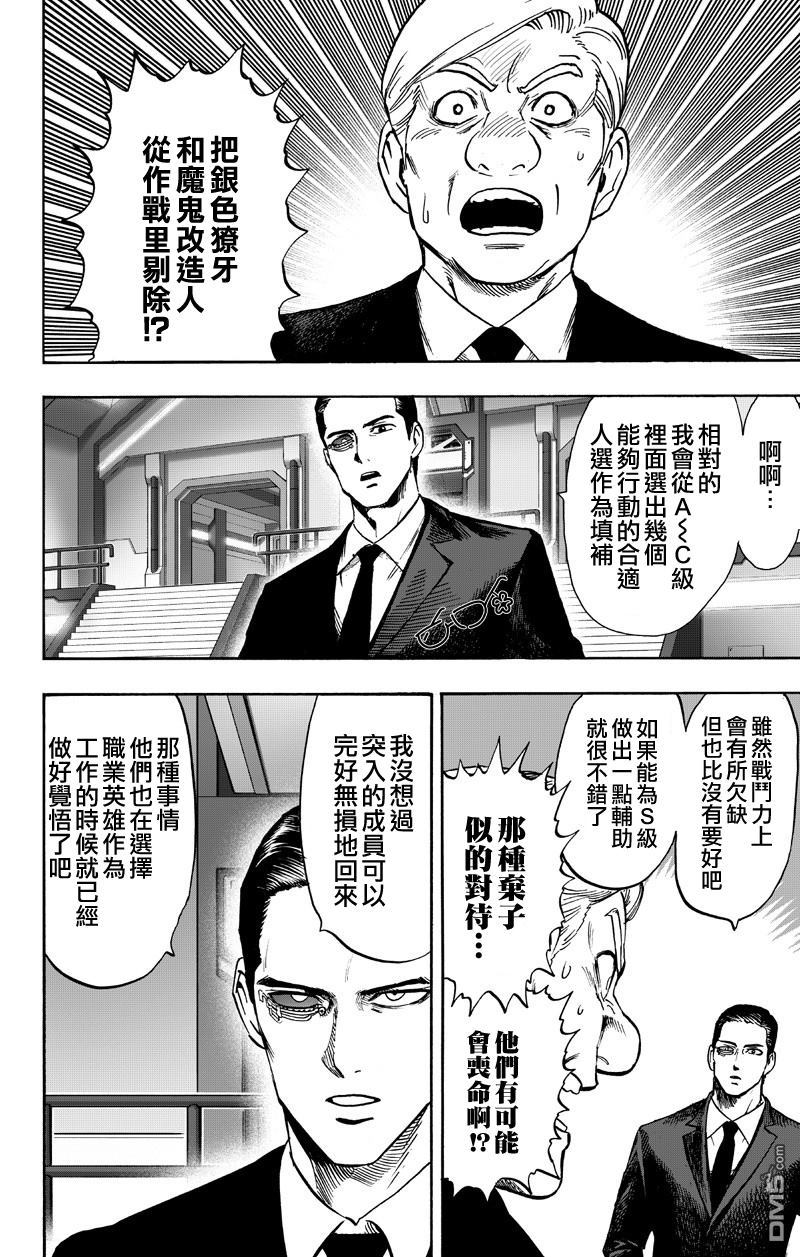 把銀色獠牙
和魔鬼改造人
從作戰里剔除!?
啊啊…
相對的
我會從A~C級
裡面選出幾個
能夠行動的合適
人選作為填補
雖然戰鬥力上
會有所欠缺
但也比沒有要好吧
如果能為S級
做出一點輔助
就很不錯了
那種棄子
似的對待…
他們有可能
會喪命啊!?
我沒想過
突入的成員可以
完好無損地回來
那種事情
他們也在選擇
職業英雄作為
工作的時候就已經
做好覺悟了吧
DM5.com